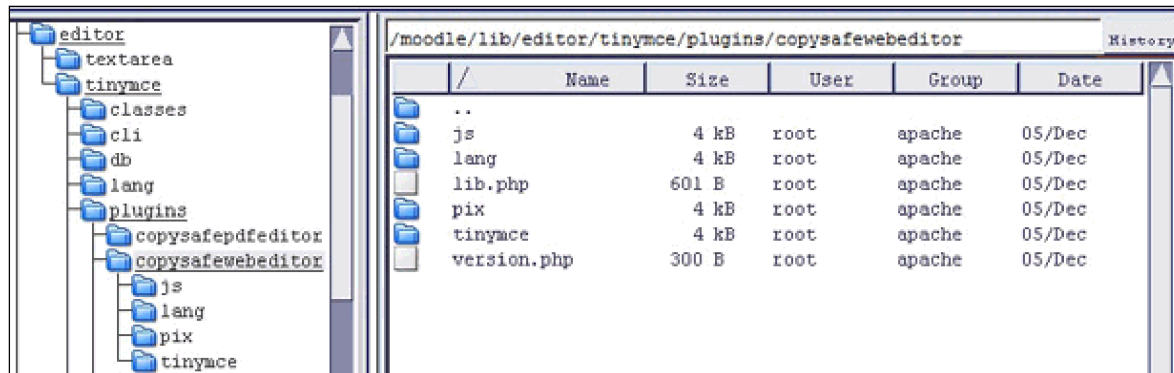 editor
textarea
tinymce
classes
cli
db
lang
plugins
copysafepdfeditor
copysafewebeditor
js
lang
pix
tinymce
/moodle/lib/editor/tinymce/plugins/copysafewebeditor History
/ Name Size User Group Date
..
js 4 kB root apache 05/Dec
lang 4 kB root apache 05/Dec
lib.php 601 B root apache 05/Dec
pix 4 kB root apache 05/Dec
tinymce 4 kB root apache 05/Dec
version.php 300 B root apache 05/Dec